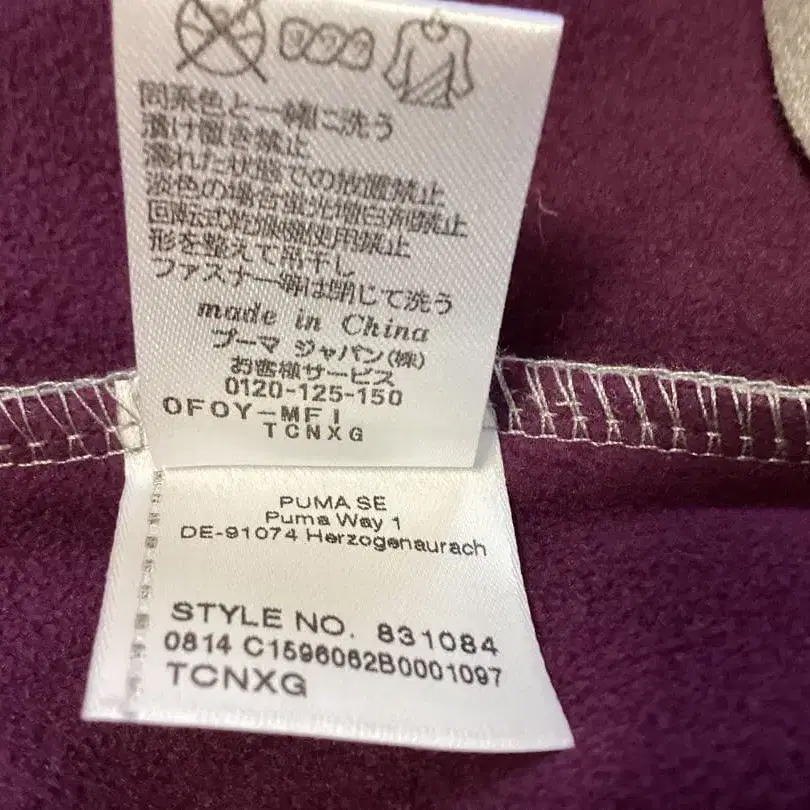 同系色と一緒に洗う
漬け置き禁止
濡れた状態での放置禁止
淡色の場合蛍光増白剤禁止
回転式乾燥機使用禁止
形を整えて吊干し
ファスナー等は閉じて洗う
made in China
プーマ ジャパン(株)
お客様サービス
0120-125-150
OFOY-MFI
TCNXG
PUMA SE
Puma Way 1
DE-91074 Herzogenaurach
STYLE NO. 831084
0814 C1596062B0001097
TCNXG